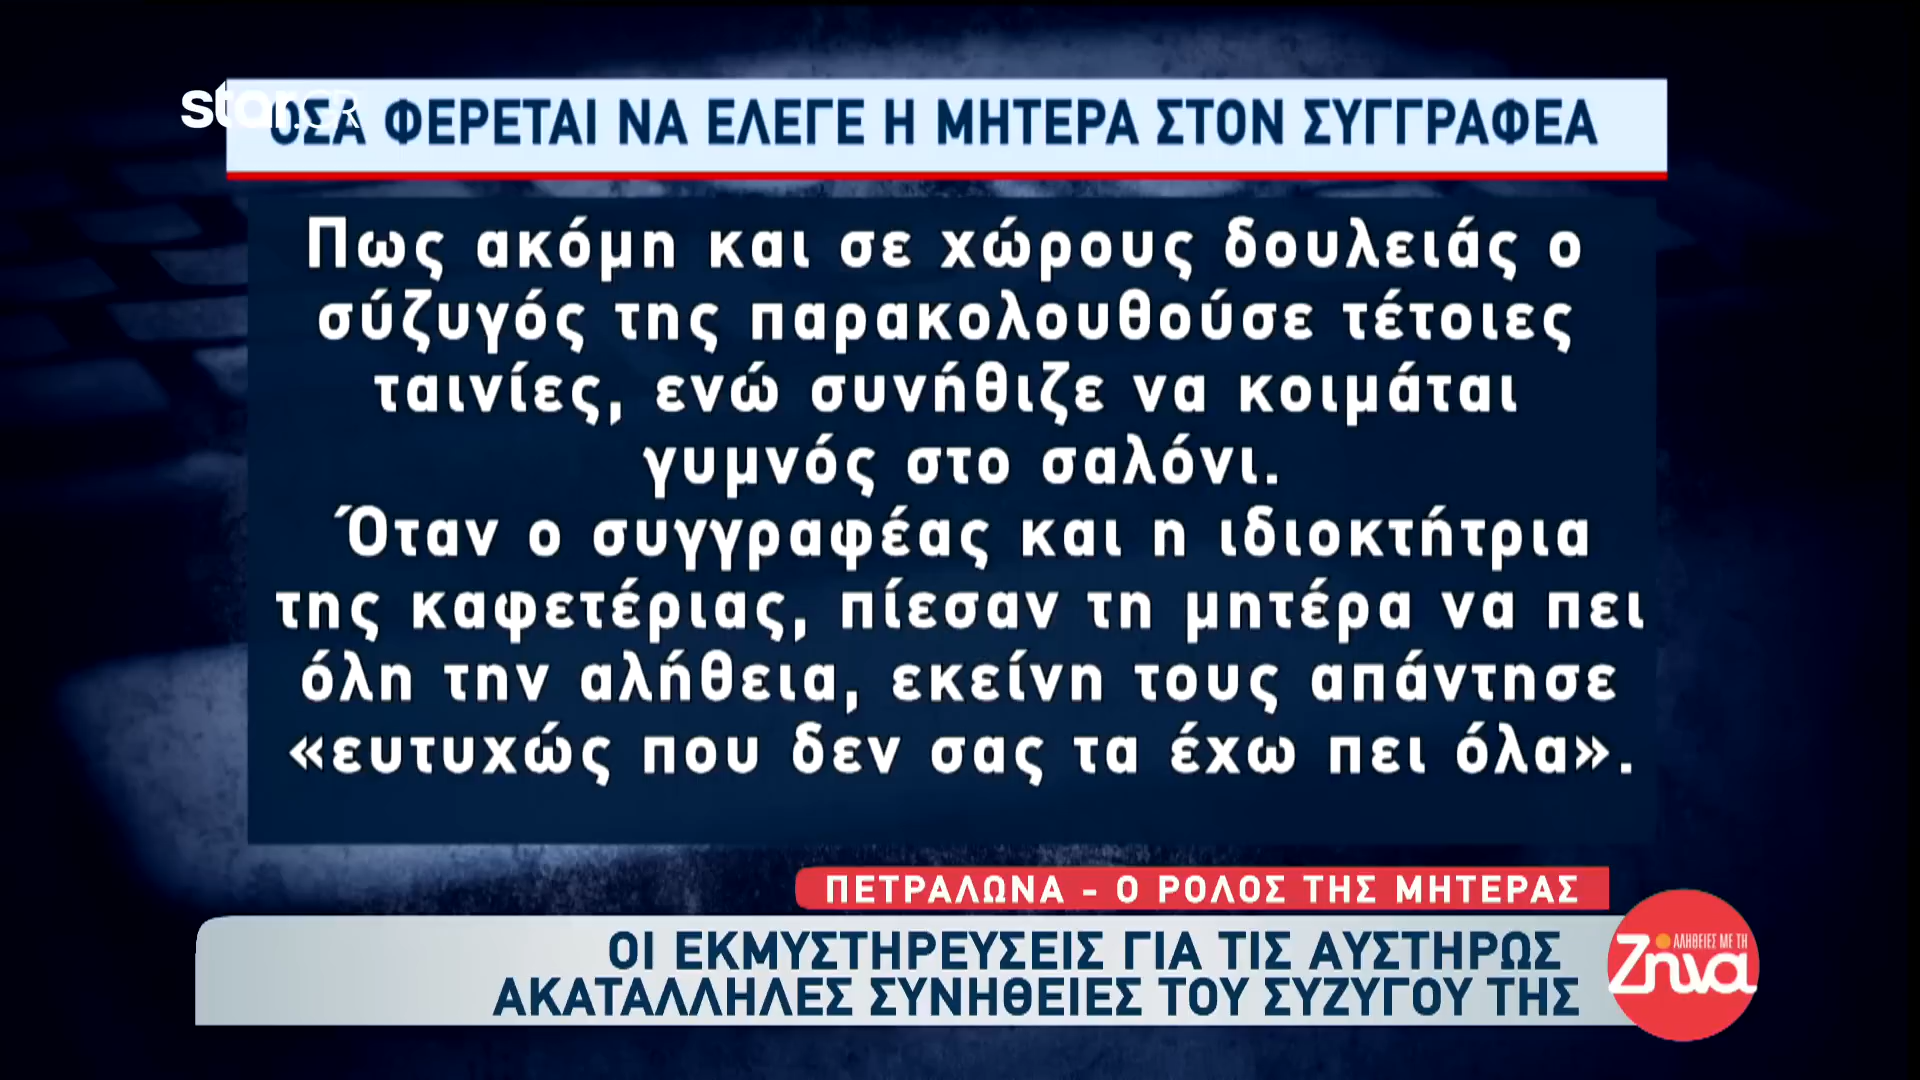 star.GR
ΟΣΑ ΦΕΡΕΤΑΙ ΝΑ ΕΛΕΓΕ Η ΜΗΤΕΡΑ ΣΤΟΝ ΣΥΓΓΡΑΦΕΑ
Πως ακόμη και σε χώρους δουλειάς ο
σύζυγός της παρακολουθούσε τέτοιες
ταινίες, ενώ συνήθιζε να κοιμάται
γυμνός στο σαλόνι.
Όταν ο συγγραφέας και η ιδιοκτήτρια
της καφετέριας, πίεσαν τη μητέρα να πει
όλη την αλήθεια, εκείνη τους απάντησε
«ευτυχώς που δεν σας τα έχω πει όλα».
ΠΕΤΡΑΛΩΝΑ - Ο ΡΟΛΟΣ ΤΗΣ ΜΗΤΕΡΑΣ
ΟΙ ΕΚΜΥΣΤΗΡΕΥΣΕΙΣ ΓΙΑ ΤΙΣ ΑΥΣΤΗΡΩΣ
ΑΚΑΤΑΛΛΗΛΕΣ ΣΥΝΗΘΕΙΕΣ ΤΟΥ ΣΥΖΥΓΟΥ ΤΗΣ
ΑΛΗΘΕΙΕΣ ΜΕ ΤΗ
Ζήνα